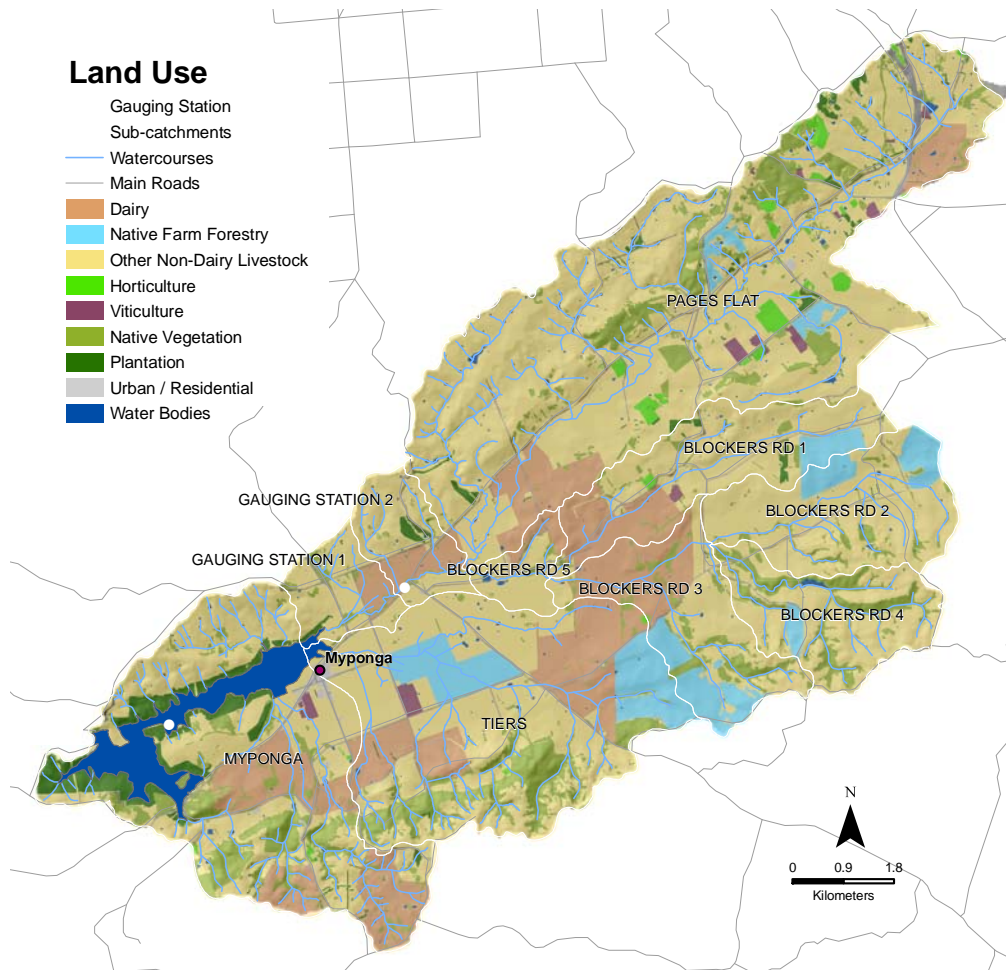 Land Use
Gauging Station
Sub-catchments
Watercourses
Main Roads
Dairy
Native Farm Forestry
Other Non-Dairy Livestock
Horticulture
Viticulture
Native Vegetation
Plantation
Urban / Residential
Water Bodies
PAGES FLAT
BLOCKERS RD 1
GAUGING STATION 2
BLOCKERS RD 2
GAUGING STATION 1
BLOCKERS RD 5
BLOCKERS RD 3
BLOCKERS RD 4
Myponga
TIERS
MYPONGA
N
0 0.9 1.8
Kilometers